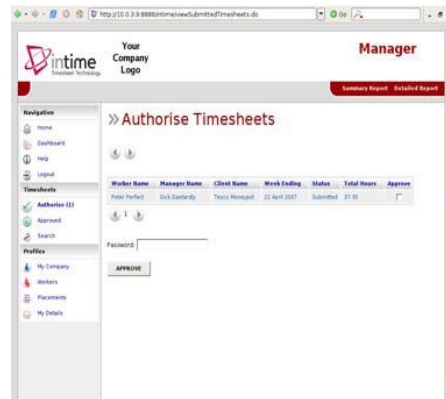 http://10.0.3.9:8888/intime/viewSubmittedTimesheets.do
Go
intime
Timesheet Technology
Your
Company
Logo
Manager
Summary Report Detailed Report
Navigation
Home
Dashboard
Help
Logout
Timesheets
Authorise (1)
Approved
Search
Profiles
My Company
Workers
Placements
My Details
»Authorise Timesheets
Worker Name Manager Name Client Name Week Ending Status Total Hours Approve
Peter Perfect Dick Dastardly Tesco Moneypot 22 April 2007 Submitted 37.30
1
Password
APPROVE